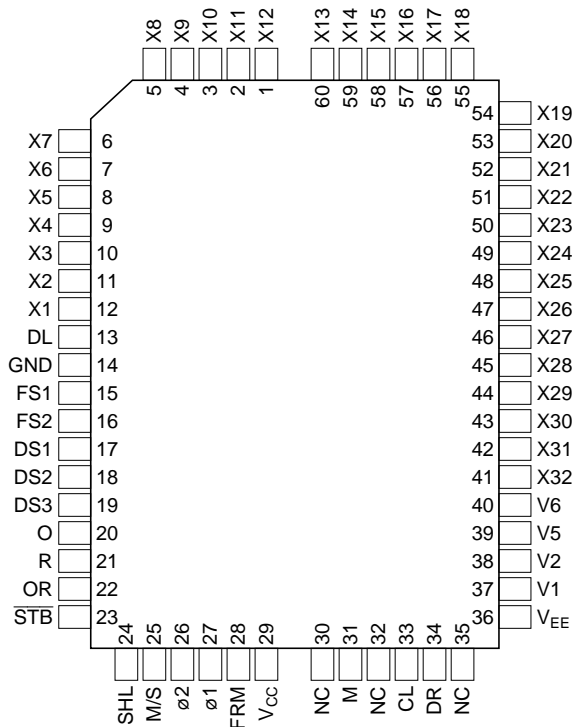 X8 X9 X10 X11 X12 X13 X14 X15 X16 X17 X18
5 4 3 2 1 60 59 58 57 56 55
54 X19
X7 6 53 X20
X6 7 52 X21
X5 8 51 X22
X4 9 50 X23
X3 10 49 X24
X2 11 48 X25
X1 12 47 X26
DL 13 46 X27
GND 14 45 X28
FS1 15 44 X29
FS2 16 43 X30
DS1 17 42 X31
DS2 18 41 X32
DS3 19 40 V6
O 20 39 V5
R 21 38 V2
OR 22 37 V1
STB 23 36 VEE
24 25 26 27 28 29 30 31 32 33 34 35
SHL M/S ø2 ø1 FRM VCC NC M NC CL DR NC